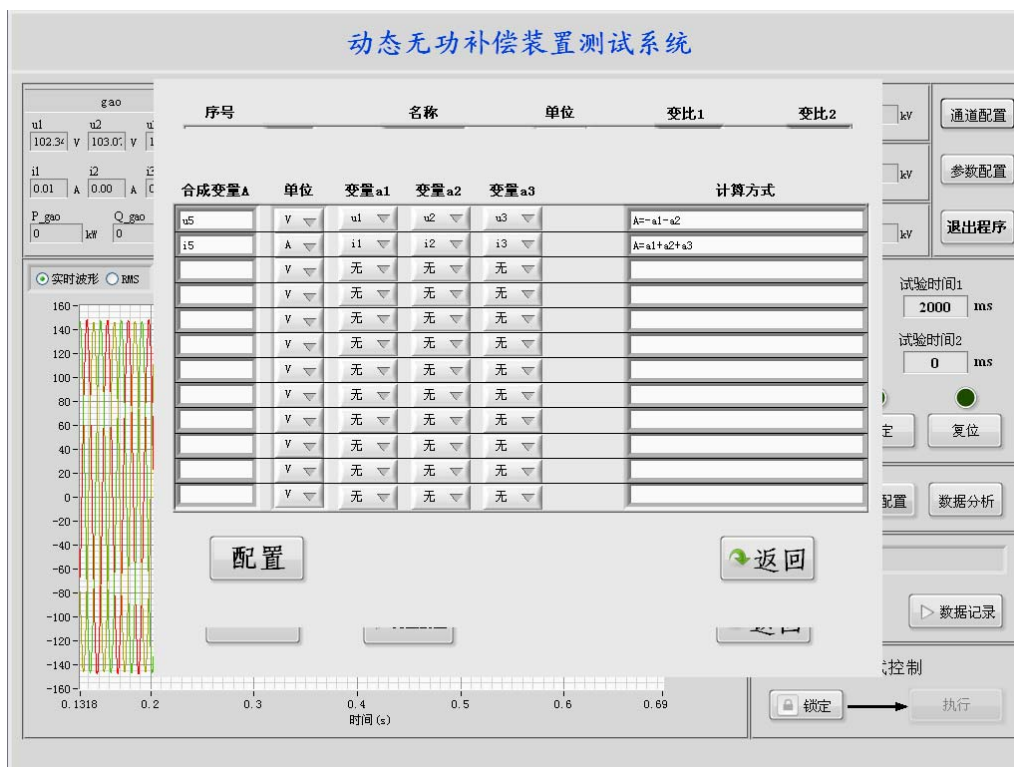 动态无功补偿装置测试系统
gao
u1 u2
102.34 V 103.0 V
i1 i2
0.01 A 0.00 A
P_gao Q_gao
0 kW 0
实时波形 RMS
序号 名称 单位 变比1 变比2
合成变量A 单位 变量a1 变量a2 变量a3 计算方式
u5 V u1 u2 u3 A=-a1-a2
i5 A i1 i2 i3 A=a1+a2+a3
V 无 无 无
V 无 无 无
V 无 无 无
V 无 无 无
V 无 无 无
V 无 无 无
V 无 无 无
V 无 无 无
V 无 无 无
V 无 无 无
配置 返回
160
140
120
100
80
60
40
20
0
-20
-40
-60
-80
-100
-120
-140
-160
0.1318 0.2 0.3 0.4 0.5 0.6 0.69
时间(s)
kV 通道配置
kV 参数配置
kV 退出程序
试验时间1
2000 ms
试验时间2
0 ms
定 复位
配置 数据分析
数据记录
控制
锁定 执行